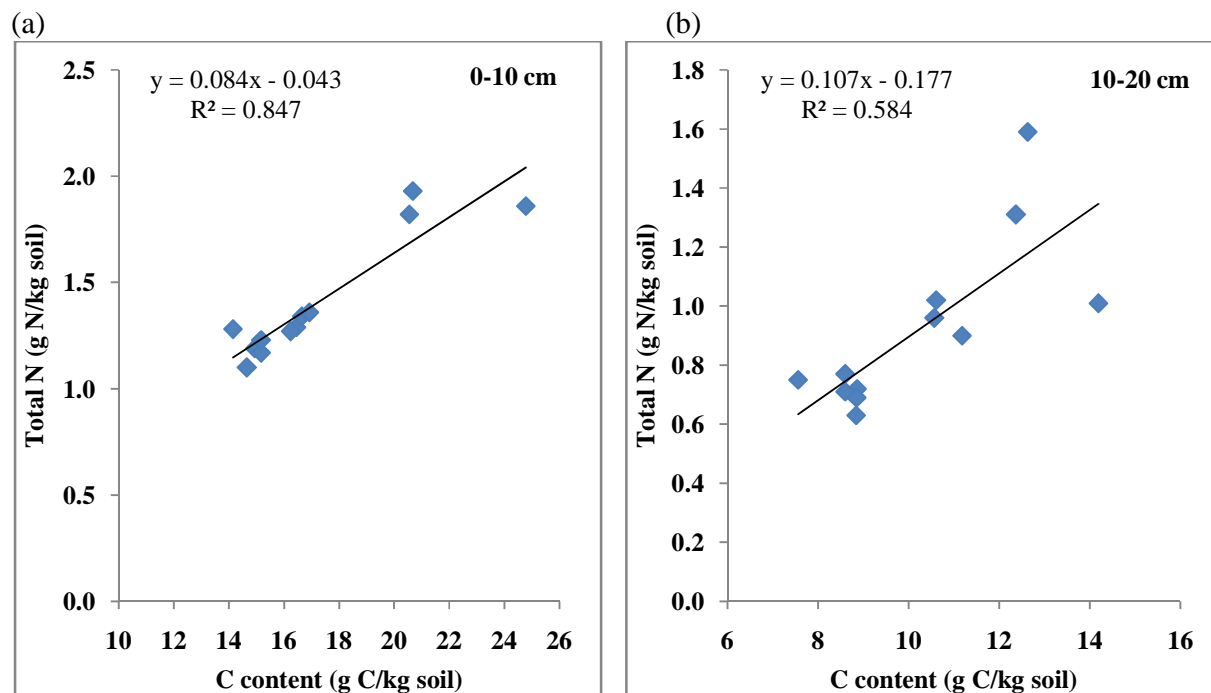 (a)
y = 0.084x - 0.043
R² = 0.847
0-10 cm
2.5
2.0
1.5
1.0
0.5
0.0
Total N (g N/kg soil)
10 12 14 16 18 20 22 24 26
C content (g C/kg soil)
(b)
y = 0.107x - 0.177
R² = 0.584
10-20 cm
1.8
1.6
1.4
1.2
1.0
0.8
0.6
0.4
0.2
0.0
Total N (g N/kg soil)
6 8 10 12 14 16
C content (g C/kg soil)